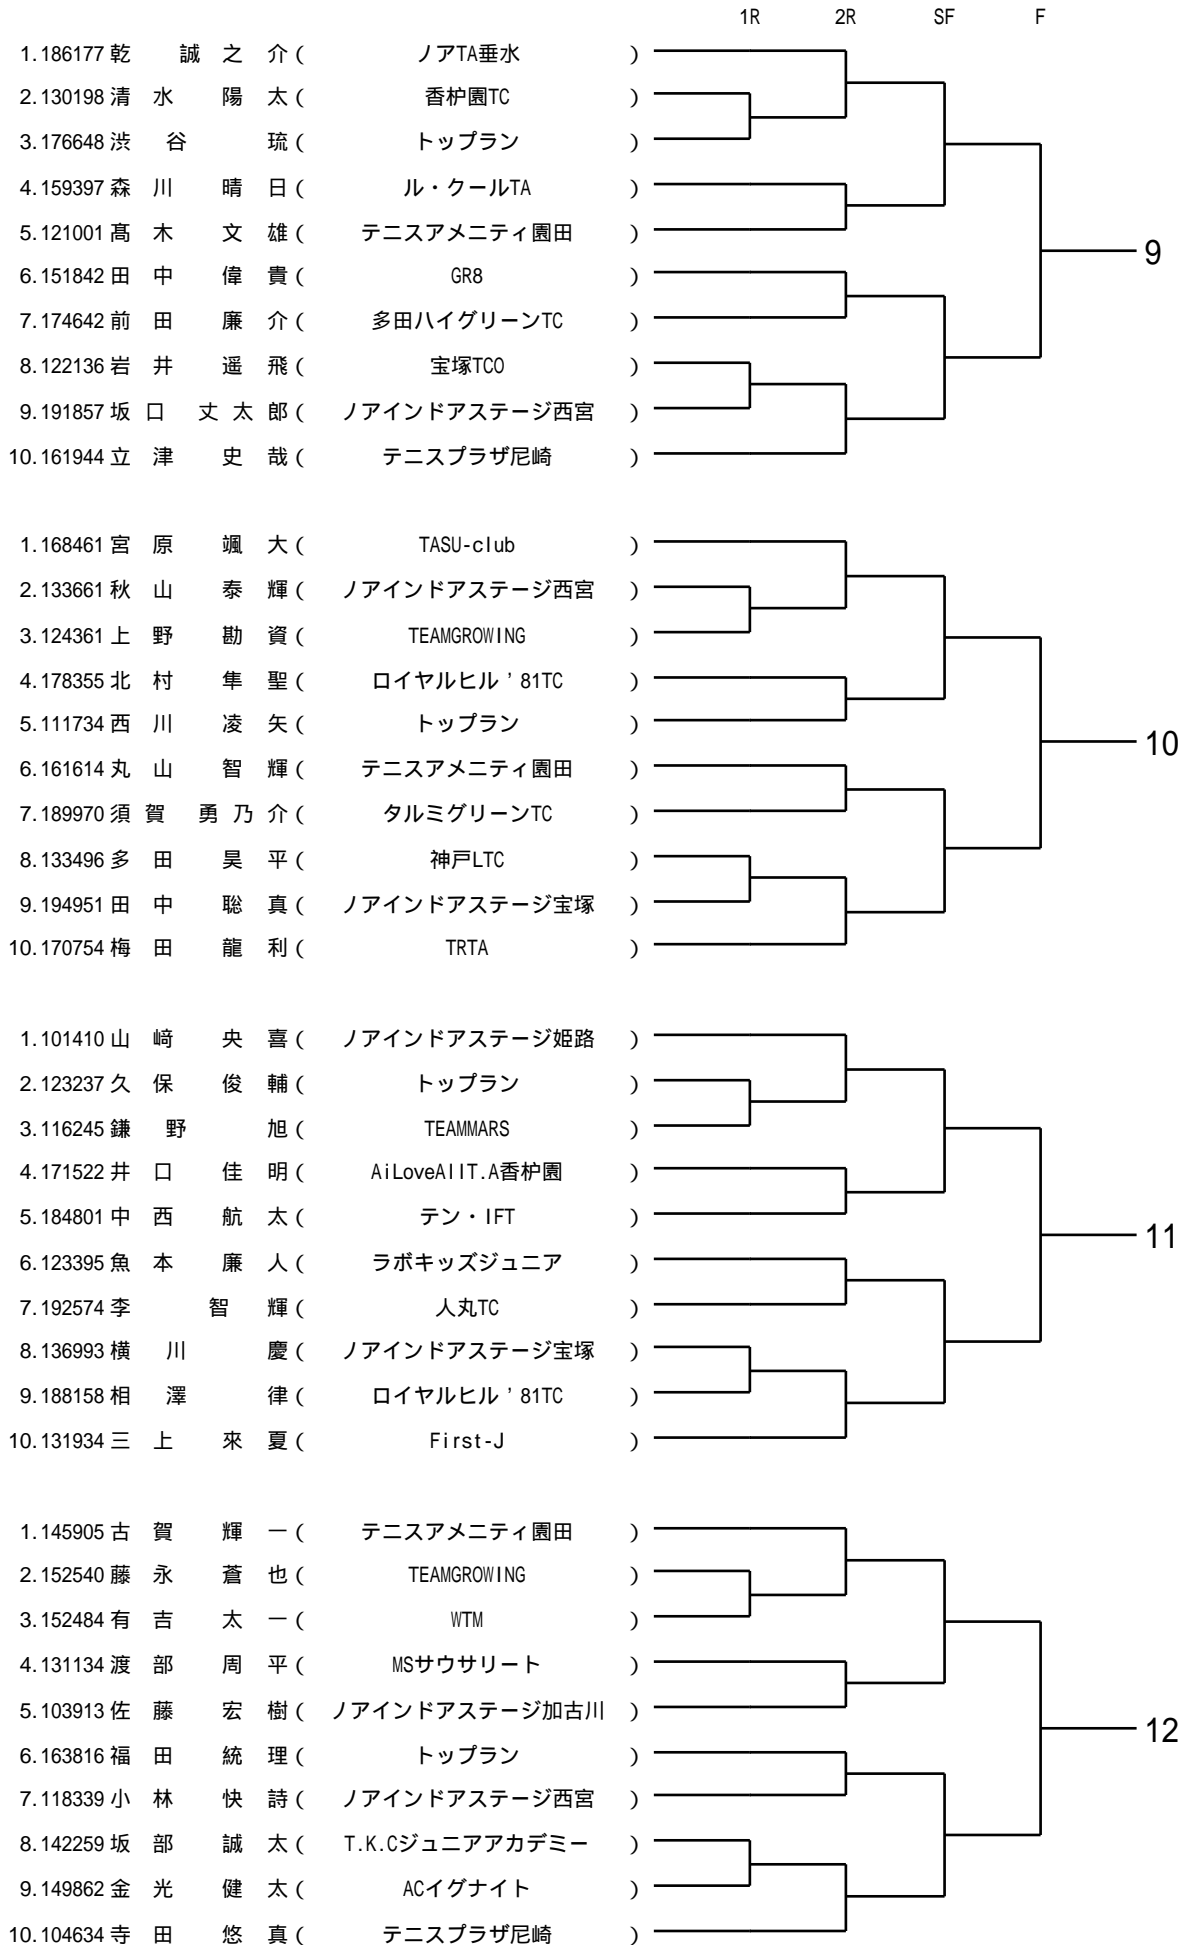 1R 2R SF F
1.186177 乾 誠之介 ( ノアTA垂水 )
2.130198 清水 陽太 ( 香枦園TC )
3.176648 渋谷 琉 ( トップラン )
4.159397 森川 晴日 ( ル・クールTA )
5.121001 髙木 文雄 ( テニスアメニティ園田 )
9
6.151842 田中 偉貴 ( GR8 )
7.174642 前田 廉介 ( 多田ハイグリーンTC )
8.122136 岩井 遥飛 ( 宝塚TCO )
9.191857 坂口 丈太郎 ( ノアインドアステージ西宮 )
10.161944 立津 史哉 ( テニスプラザ尼崎 )
1.168461 宮原 颯大 ( TASU-club )
2.133661 秋山 泰輝 ( ノアインドアステージ西宮 )
3.124361 上野 勘資 ( TEAMGROWING )
4.178355 北村 隼聖 ( ロイヤルヒル'81TC )
5.111734 西川 凌矢 ( トップラン )
10
6.161614 丸山 智輝 ( テニスアメニティ園田 )
7.189970 須賀 勇乃介 ( タルミグリーンTC )
8.133496 多田 昊平 ( 神戸LTC )
9.194951 田中 聡真 ( ノアインドアステージ宝塚 )
10.170754 梅田 龍利 ( TRTA )
1.101410 山﨑 央喜 ( ノアインドアステージ姫路 )
2.123237 久保 俊輔 ( トップラン )
3.116245 鎌野 旭 ( TEAMMARS )
4.171522 井口 佳明 ( AiLoveAllT.A香枦園 )
5.184801 中西 航太 ( テン・IFT )
11
6.123395 魚本 廉人 ( ラボキッズジュニア )
7.192574 李 智輝 ( 人丸TC )
8.136993 横川 慶 ( ノアインドアステージ宝塚 )
9.188158 相澤 律 ( ロイヤルヒル'81TC )
10.131934 三上 來夏 ( First-J )
1.145905 古賀 輝一 ( テニスアメニティ園田 )
2.152540 藤永 蒼也 ( TEAMGROWING )
3.152484 有吉 太一 ( WTM )
4.131134 渡部 周平 ( MSサウサリート )
5.103913 佐藤 宏樹 ( ノアインドアステージ加古川 )
12
6.163816 福田 統理 ( トップラン )
7.118339 小林 快詩 ( ノアインドアステージ西宮 )
8.142259 坂部 誠太 ( T.K.Cジュニアアカデミー )
9.149862 金光 健太 ( ACイグナイト )
10.104634 寺田 悠真 ( テニスプラザ尼崎 )